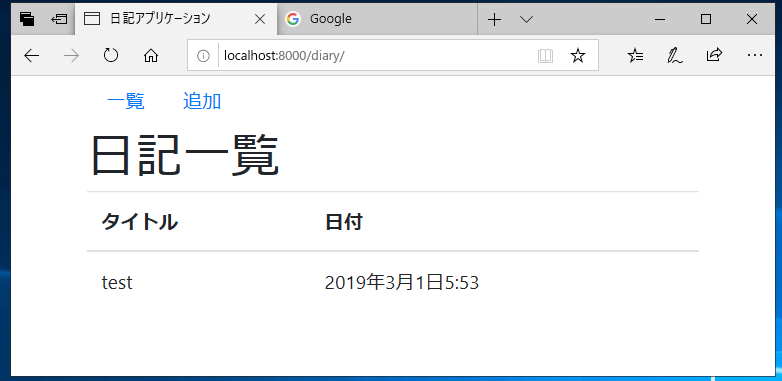 日記アプリケーション
Google
localhost:8000/diary/
一覧 追加
日記一覧
タイトル 日付
test 2019年3月1日5:53